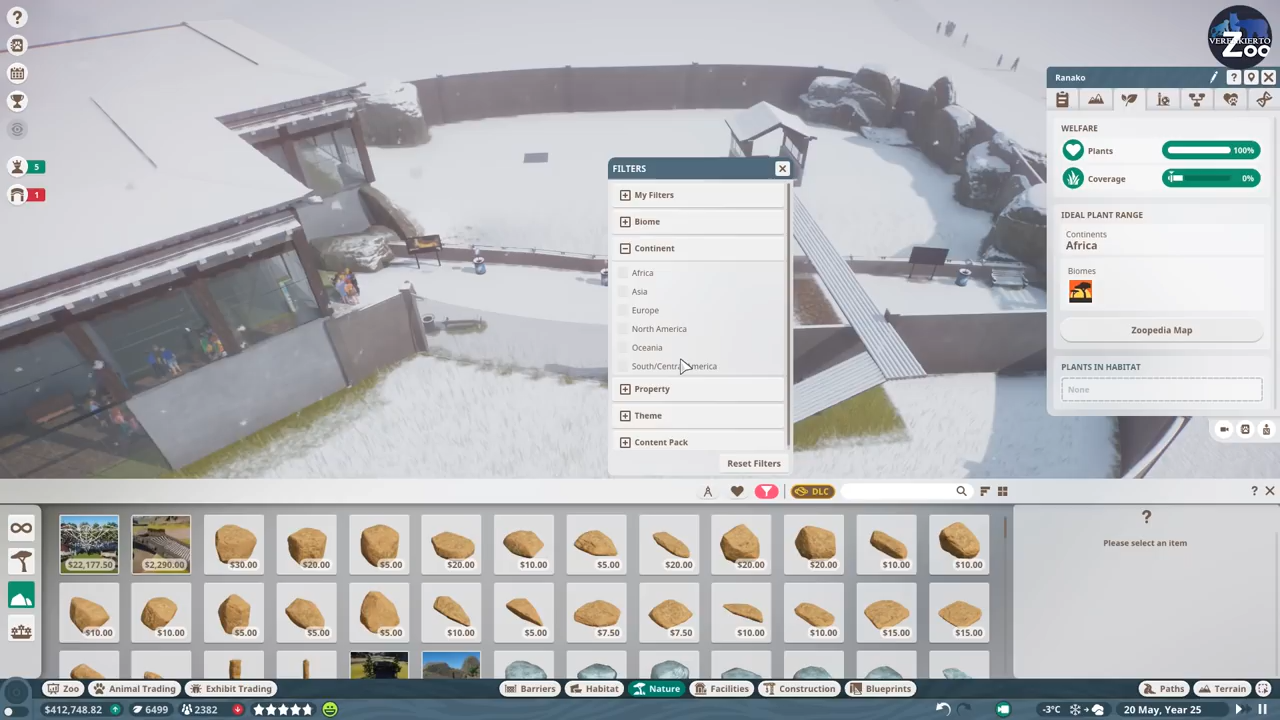 VEREKKIERTO
Zoo
Ranako
?
5
1
FILTERS
My Filters
Biome
Continent
Africa
Asia
Europe
North America
Oceania
South/Central America
Property
Theme
Content Pack
Reset Filters
WELFARE
Plants
100%
Coverage
0%
IDEAL PLANT RANGE
Continents
Africa
Biomes
Zoopedia Map
PLANTS IN HABITAT
None
DLC
?
?
Please select an item
$22,177.50 $2,290.00 $30.00 $20.00 $5.00 $20.00 $10.00 $5.00 $20.00 $20.00 $20.00 $10.00 $10.00
$10.00 $10.00 $5.00 $5.00 $5.00 $10.00 $5.00 $7.50 $7.50 $10.00 $10.00 $15.00 $15.00
Zoo Animal Trading Exhibit Trading Barriers Habitat Nature Facilities Construction Blueprints Paths Terrain
$412,748.82 6499 2382 -3°C 20 May, Year 25